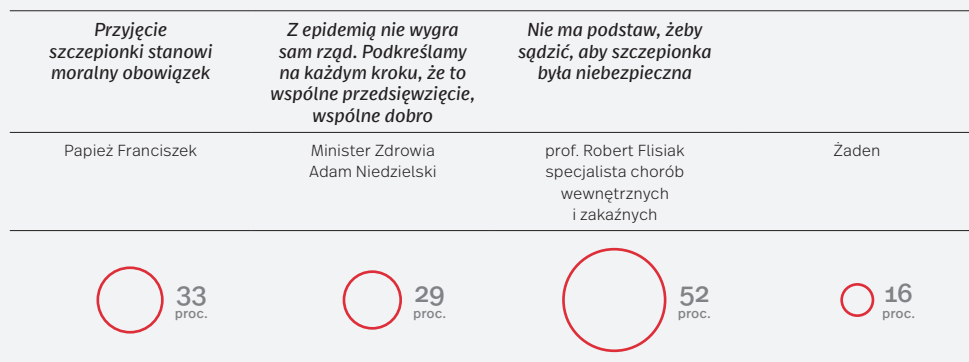 Przyjęcie
szczepionki stanowi
moralny obowiązek
Z epidemią nie wygra
sam rząd. Podkreślamy
na każdym kroku, że to
wspólne przedsięwzięcie,
wspólne dobro
Nie ma podstaw, żeby
sądzić, aby szczepionka
była niebezpieczna
Papież Franciszek
Minister Zdrowia
Adam Niedzielski
prof. Robert Flisiak
specjalista chorób
wewnętrznych
i zakaźnych
Żaden
33
proc.
29
proc.
52
proc.
16
proc.